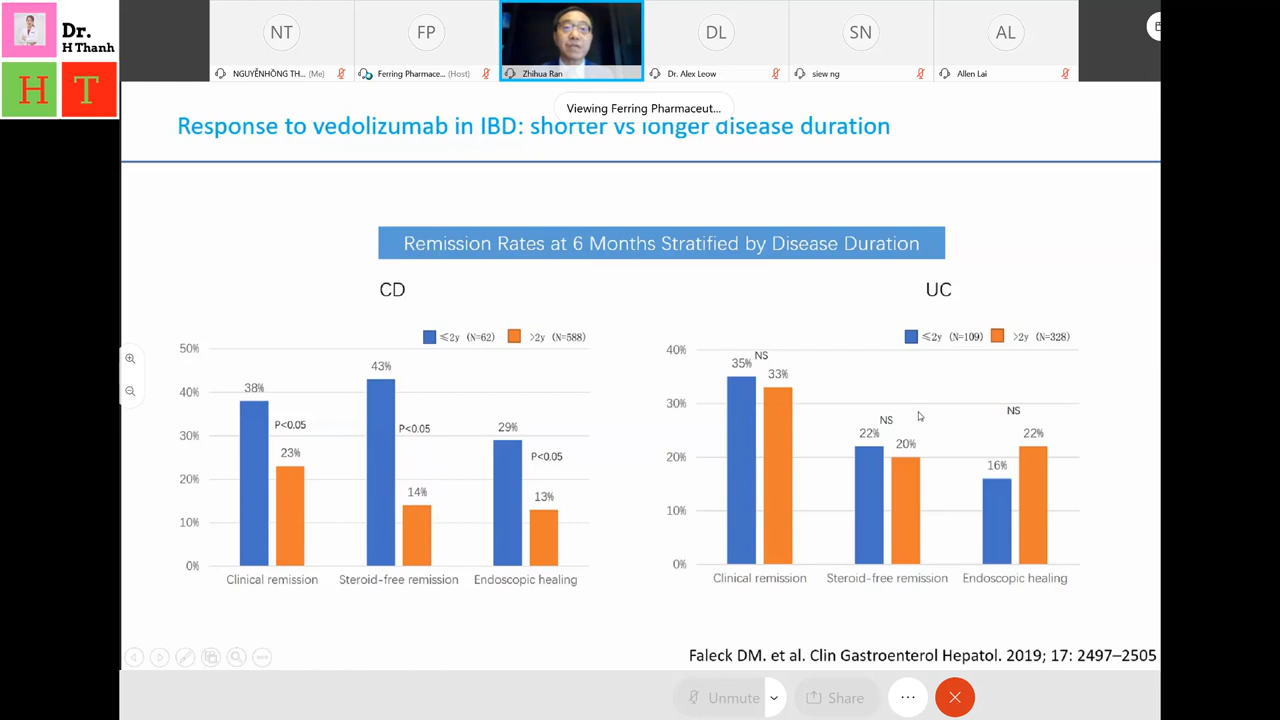 Dr.
H Thanh
H T
NT
FP
DL
SN
AL
NGUYỄNHỒNG TH... (Me)
Ferring Pharmace... (Host)
Zhihua Ran
Dr. Alex Leow
siew ng
Allen Lai
Viewing Ferring Pharmaceut...
Response to vedolizumab in IBD: shorter vs longer disease duration
Remission Rates at 6 Months Stratified by Disease Duration
CD
≤2y (N=62) >2y (N=588)
50%
40%
30%
20%
10%
0%
38%
P<0.05
23%
43%
P<0.05
14%
29%
P<0.05
13%
Clinical remission Steroid-free remission Endoscopic healing
UC
≤2y (N=109) >2y (N=328)
40%
30%
20%
10%
0%
35% NS
33%
NS
22%
20%
NS
16%
22%
Clinical remission Steroid-free remission Endoscopic healing
Faleck DM. et al. Clin Gastroenterol Hepatol. 2019; 17: 2497–2505
Unmute
Share